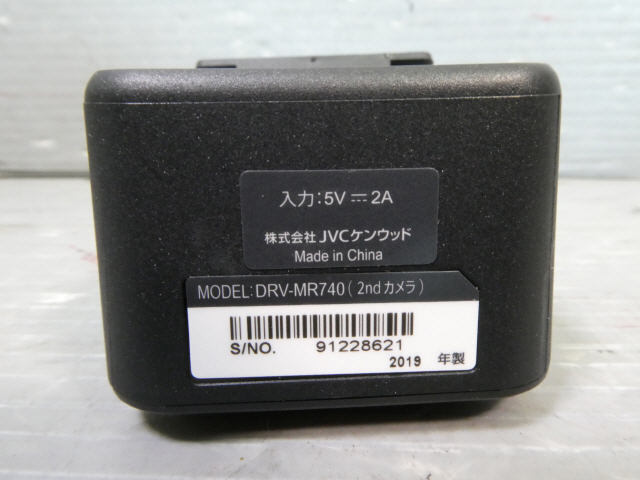 入力:5V⎓2A
株式会社 JVCケンウッド
Made in China
MODEL:DRV-MR740(2ndカメラ)
S/NO. 91228621
2019 年製